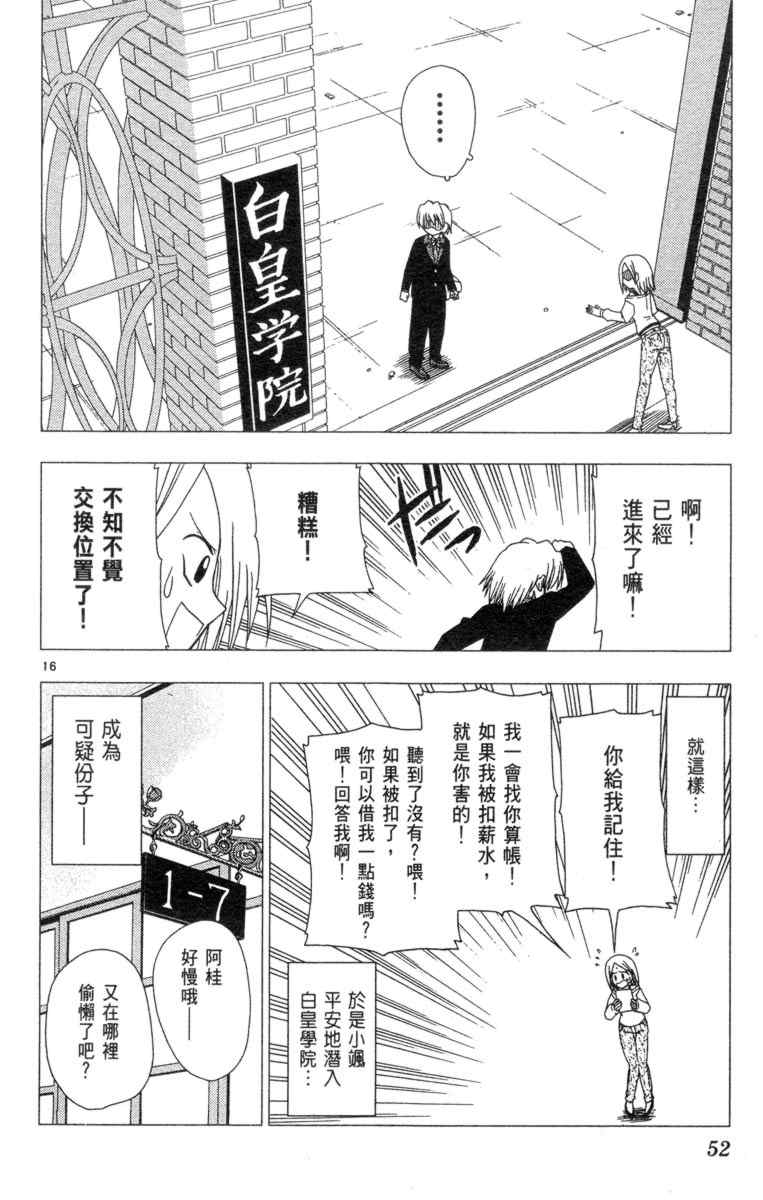 ······
白皇学院
啊！
已經
進來了嘛！
糟糕！
不知不覺
交換位置了！
16
就這樣…
你給我記住！
我一會找你算帳！
如果我被扣薪水，
就是你害的！
聽到了沒有？喂！
如果被扣了，
你可以借我一點錢嗎？
喂！回答我啊！
於是小颯
平安地潛入
白皇學院…
成為
可疑份子——
1-7
阿桂
好慢哦——
又在哪裡
偷懶了吧？
52